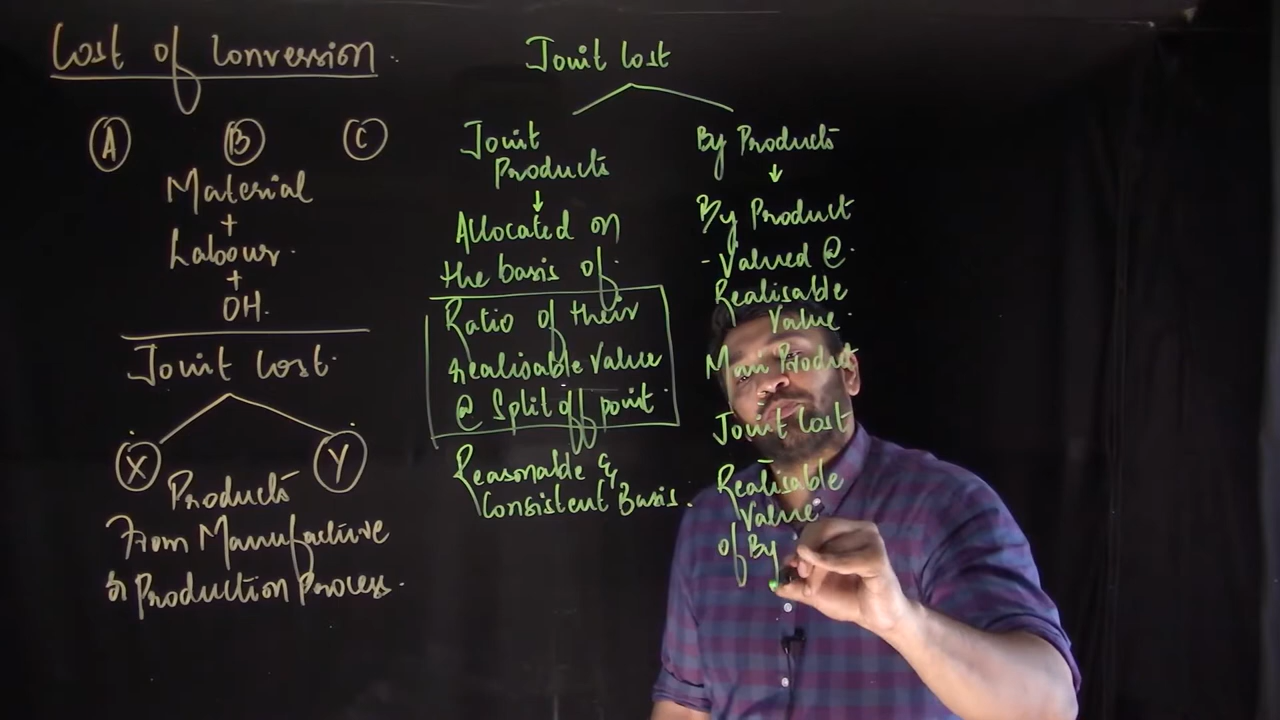 Cost of Conversion.
A B C
Material
+
Labour.
+
OH.
Joint Cost.
X Y
Products
From Manufacture
or Production Process.
Joint Cost
Joint
Products
↓
Allocated on
the basis of
Ratio of their
realisable Value
@ Split off point.
Reasonable &
Consistent Basis.
By Products
↓
By Product
- Valued @
Realisable
Value.
Main Product
Joint Cost
-
Realisable
Value
of By